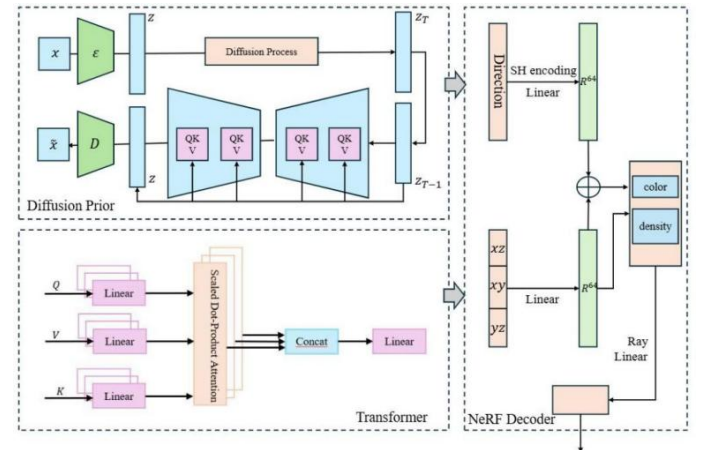 x
ε
Z
Diffusion Process
Z_T
x̃
D
Z
QK
V
QK
V
QK
V
QK
V
Z_{T−1}
Diffusion Prior
Q
Linear
V
Linear
K
Linear
Scaled Dot-Product Attention
Concat
Linear
Transformer
Direction
SH encoding
Linear
R^{64}
color
density
xz
xy
yz
Linear
R^{64}
Ray
Linear
NeRF Decoder